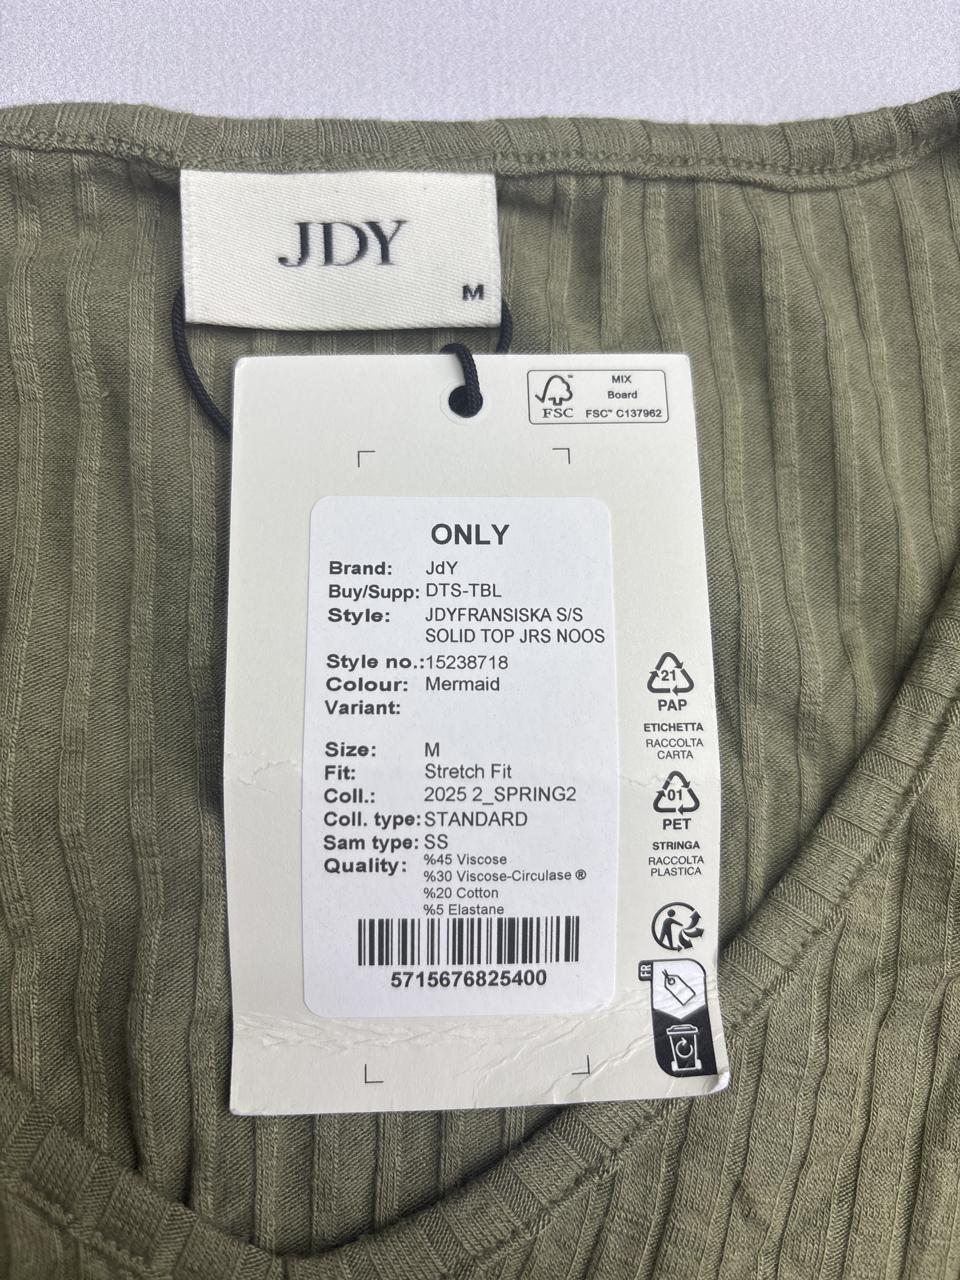 JDY
M
FSC
MIX
Board
FSC™ C137962
ONLY
Brand: JdY
Buy/Supp: DTS-TBL
Style: JDYFRANSISKA S/S
SOLID TOP JRS NOOS
Style no.:15238718
Colour: Mermaid
Variant:
Size: M
Fit: Stretch Fit
Coll.: 2025 2_SPRING2
Coll. type: STANDARD
Sam type: SS
Quality: %45 Viscose
%30 Viscose-Circulase ®
%20 Cotton
%5 Elastane
5715676825400
21
PAP
ETICHETTA
RACCOLTA
CARTA
01
PET
STRINGA
RACCOLTA
PLASTICA
FR